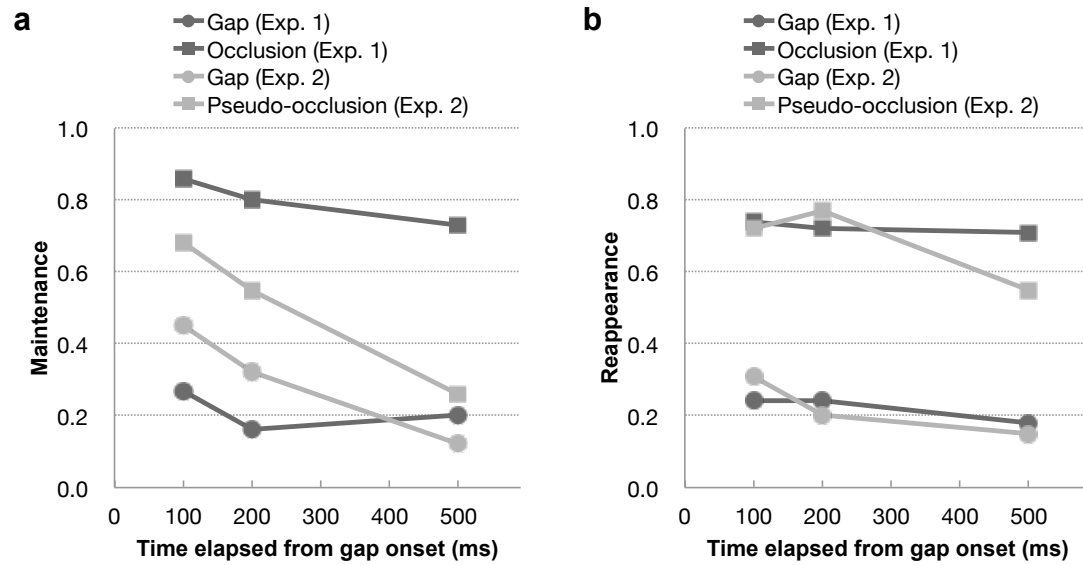 a
Gap (Exp. 1)
Occlusion (Exp. 1)
Gap (Exp. 2)
Pseudo-occlusion (Exp. 2)
1.0
0.8
0.6
0.4
0.2
0.0
Maintenance
0 100 200 300 400 500
Time elapsed from gap onset (ms)
b
Gap (Exp. 1)
Occlusion (Exp. 1)
Gap (Exp. 2)
Pseudo-occlusion (Exp. 2)
1.0
0.8
0.6
0.4
0.2
0.0
Reappearance
0 100 200 300 400 500
Time elapsed from gap onset (ms)